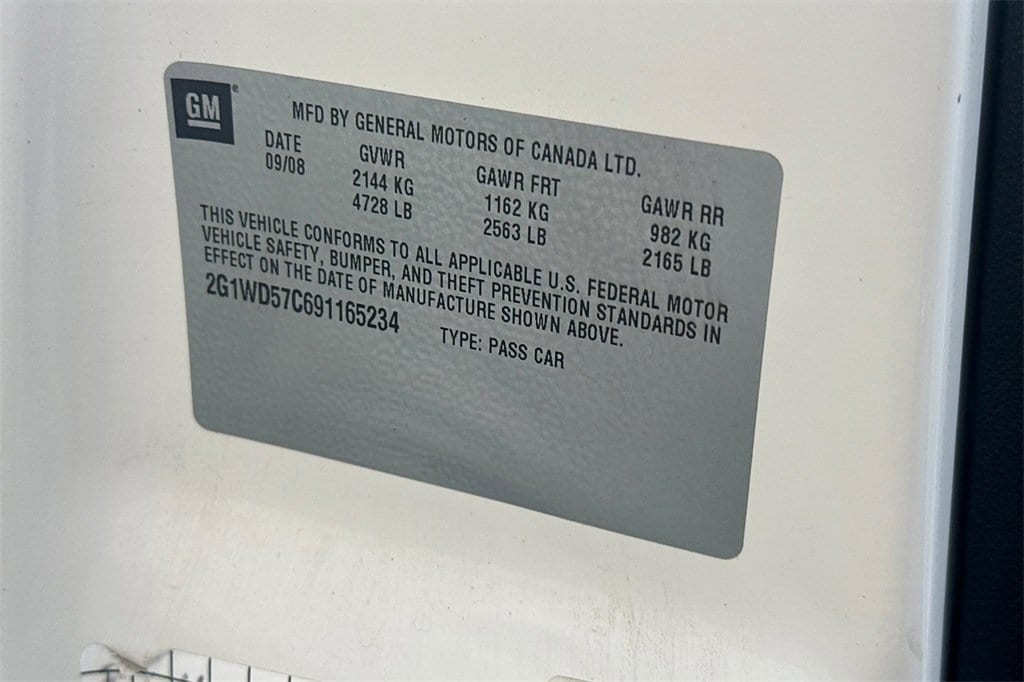 GM®
MFD BY GENERAL MOTORS OF CANADA LTD.
DATE GVWR GAWR FRT GAWR RR
09/08 2144 KG 1162 KG 982 KG
4728 LB 2563 LB 2165 LB
THIS VEHICLE CONFORMS TO ALL APPLICABLE U.S. FEDERAL MOTOR
VEHICLE SAFETY, BUMPER, AND THEFT PREVENTION STANDARDS IN
EFFECT ON THE DATE OF MANUFACTURE SHOWN ABOVE.
2G1WD57C691165234 TYPE: PASS CAR